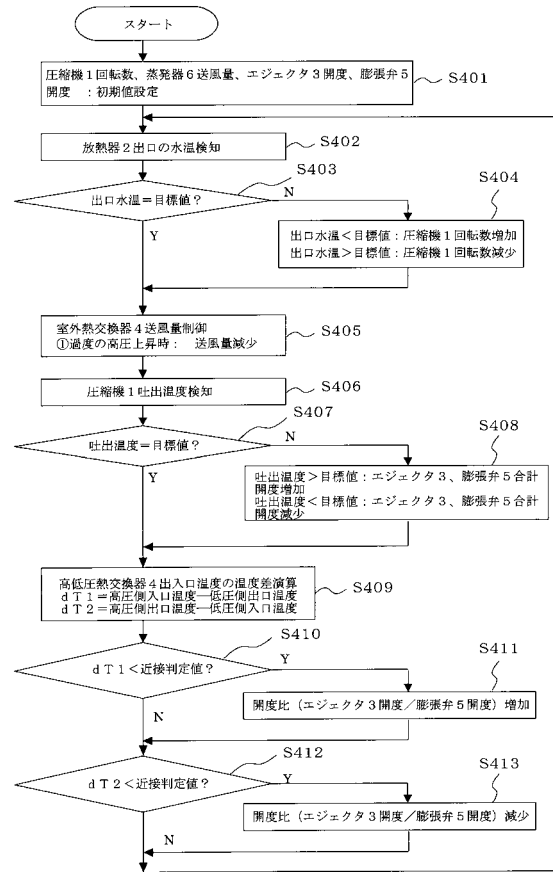 スタート
圧縮機1回転数、蒸発器6送風量、エジェクタ3開度、膨張弁5
開度 :初期値設定
S401
放熱器2出口の水温検知
S402
S403
出口水温=目標値?
N
Y
S404
出口水温<目標値:圧縮機1回転数増加
出口水温>目標値:圧縮機1回転数減少
室外熱交換器4送風量制御
①過度の高圧上昇時: 送風量減少
S405
圧縮機1吐出温度検知
S406
S407
吐出温度=目標値?
N
Y
S408
吐出温度>目標値:エジェクタ3、膨張弁5合計
開度増加
吐出温度<目標値:エジェクタ3、膨張弁5合計
開度減少
高低圧熱交換器4出入口温度の温度差演算
dT1=高圧側入口温度—低圧側出口温度
dT2=高圧側出口温度—低圧側入口温度
S409
S410
dT1<近接判定値?
Y
N
S411
開度比(エジェクタ3開度/膨張弁5開度)増加
S412
dT2<近接判定値?
Y
N
S413
開度比(エジェクタ3開度/膨張弁5開度)減少